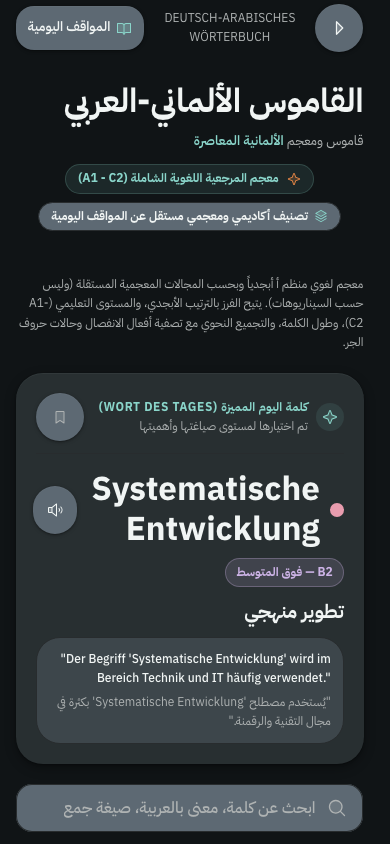 المواقف اليومية
DEUTSCH-ARABISCHES
WÖRTERBUCH
القاموس الألماني-العربي
قاموس ومعجم الألمانية المعاصرة
معجم المرجعية اللغوية الشاملة (A1 - C2)
تصنيف أكاديمي ومعجمي مستقل عن المواقف اليومية
معجم لغوي منظم أ أبجدياً وبحسب المجالات المعجمية المستقلة (وليس
حسب السيناريوهات). يتيح الفرز بالترتيب الأبجدي، والمستوى التعليمي (A1-
C2)، وطول الكلمة، والتجميع النحوي مع تصفية أفعال الانفصال وحالات حروف
الجر.
كلمة اليوم المميزة (WORT DES TAGES)
تم اختيارها لمستوى صياغتها وأهميتها
Systematische
Entwicklung
B2 — فوق المتوسط
تطوير منهجي
"Der Begriff 'Systematische Entwicklung' wird im
Bereich Technik und IT häufig verwendet."
"يُستخدم مصطلح 'Systematische Entwicklung' بكثرة في
مجال التقنية والرقمنة."
ابحث عن كلمة، معنى بالعربية، صيغة جمع